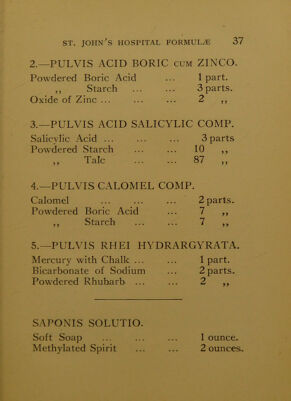 ST. JOHN'S HOSPITAL FORMULÆ 37
2.—PULVIS ACID BORIC CUM ZINCO.
Powdered Boric Acid ... 1 part.
,, Starch ... ... 3 parts.
Oxide of Zinc ... ... ... 2 ,,
3.—PULVIS ACID SALICYLIC COMP.
Salicylic Acid ... ... ... 3 parts
Powdered Starch ... ... 10 ,,
,, Talc ... ... 87 ,,
4.—PULVIS CALOMEL COMP.
Calomel ... ... ... 2 parts.
Powdered Boric Acid ... 7 ,,
,, Starch ... ... 7 ,,
5.—PULVIS RHEI HYDRARGYRATA.
Mercury with Chalk ... ... 1 part.
Bicarbonate of Sodium ... 2 parts.
Powdered Rhubarb ... ... 2 ,,
SAPONIS SOLUTIO.
Soft Soap ... ... ... 1 ounce.
Methylated Spirit ... ... 2 ounces.